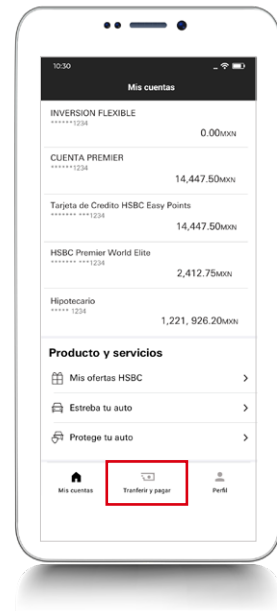 10:30
Mis cuentas
INVERSION FLEXIBLE
******1234
0.00MXN
CUENTA PREMIER
******1234
14,447.50MXN
Tarjeta de Credito HSBC Easy Points
******* ***1234
14,447.50MXN
HSBC Premier World Elite
******* ***1234
2,412.75MXN
Hipotecario
***** 1234
1,221, 926.20MXN
Producto y servicios
Mis ofertas HSBC
Estreba tu auto
Protege tu auto
Mis cuentas Tranferir y pagar Perfil